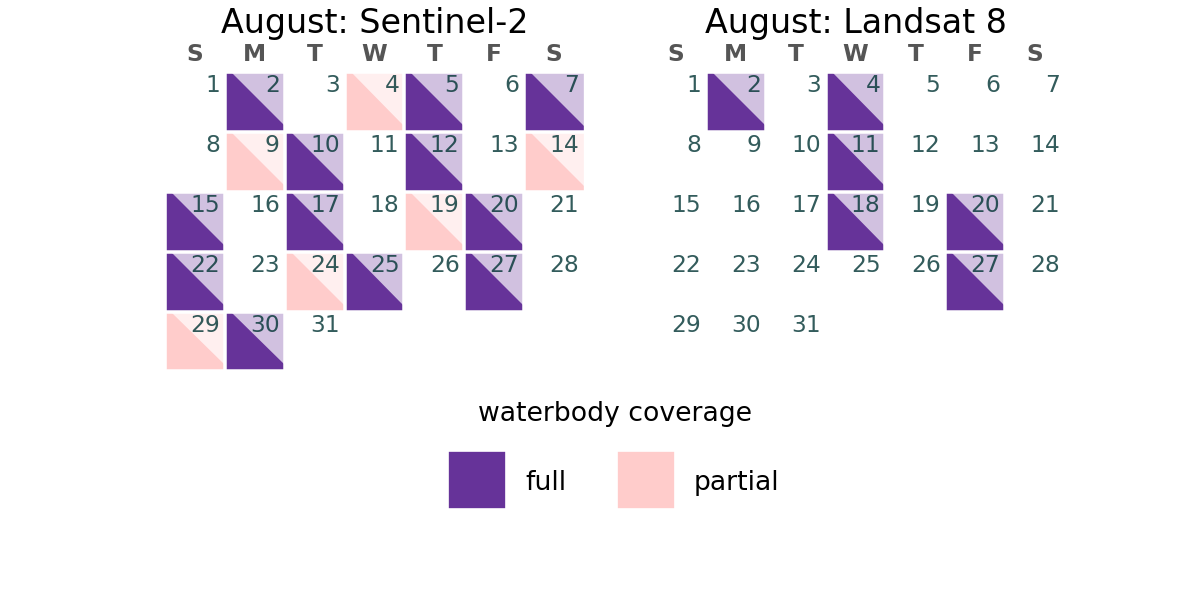 August: Sentinel-2
S M T W T F S
1 2 3 4 5 6 7
8 9 10 11 12 13 14
15 16 17 18 19 20 21
22 23 24 25 26 27 28
29 30 31
August: Landsat 8
S M T W T F S
1 2 3 4 5 6 7
8 9 10 11 12 13 14
15 16 17 18 19 20 21
22 23 24 25 26 27 28
29 30 31
waterbody coverage
full partial